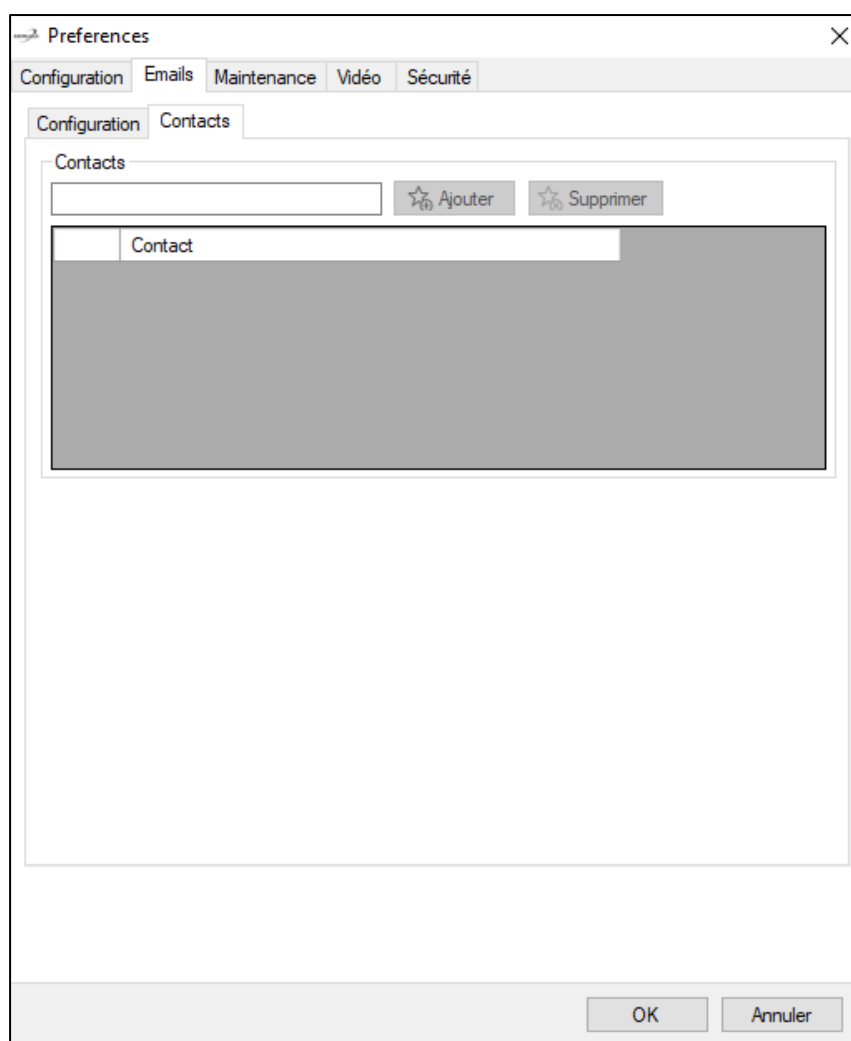 Preferences
Configuration Emails Maintenance Vidéo Sécurité
Configuration Contacts
Contacts
Ajouter Supprimer
Contact
OK Annuler